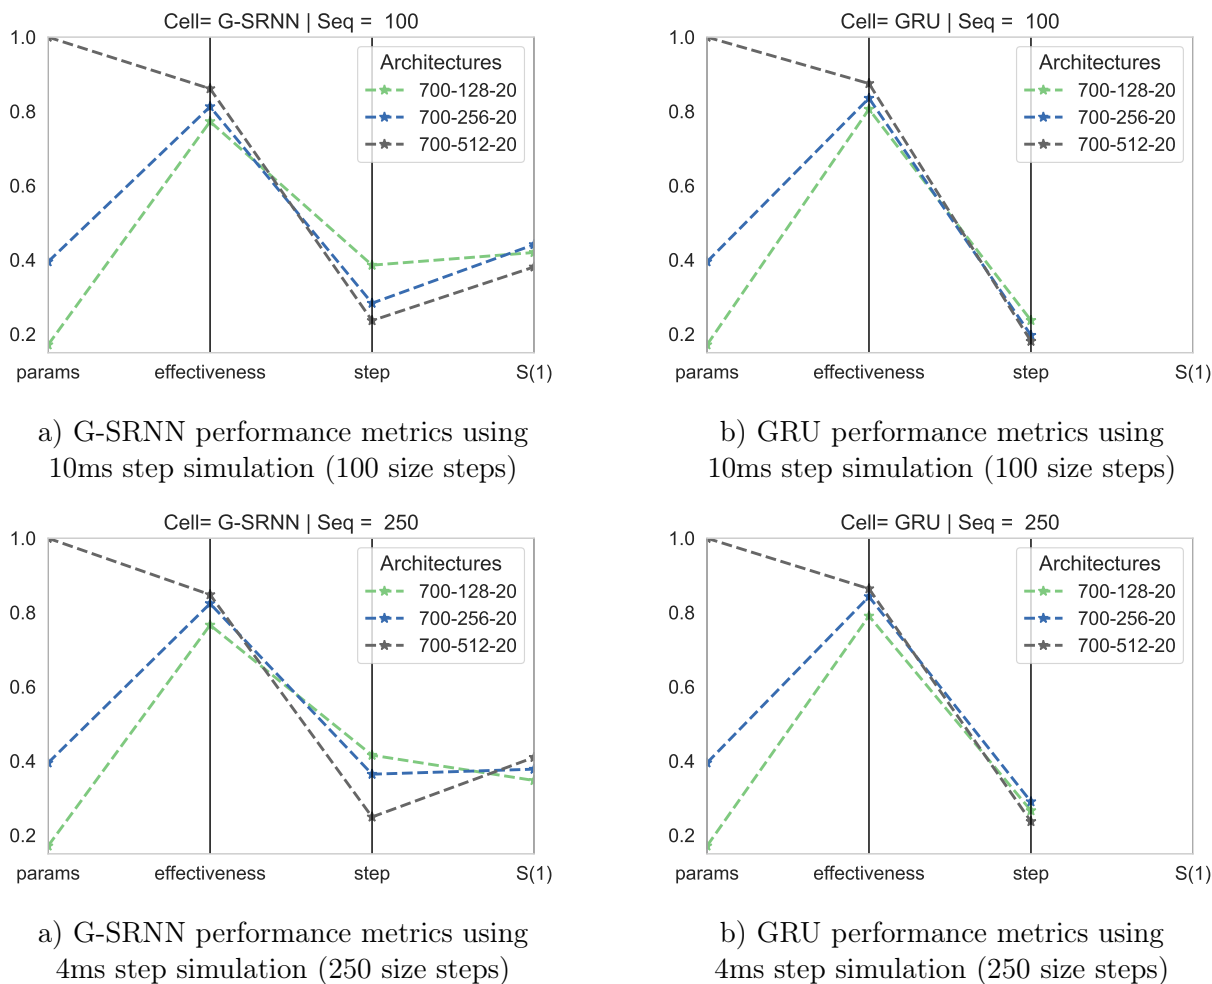 Cell= G-SRNN | Seq = 100
1.0
0.8
0.6
0.4
0.2
Architectures
700-128-20
700-256-20
700-512-20
params
effectiveness
step
S(1)
a) G-SRNN performance metrics using
10ms step simulation (100 size steps)
Cell= GRU | Seq = 100
1.0
0.8
0.6
0.4
0.2
Architectures
700-128-20
700-256-20
700-512-20
params
effectiveness
step
S(1)
b) GRU performance metrics using
10ms step simulation (100 size steps)
Cell= G-SRNN | Seq = 250
1.0
0.8
0.6
0.4
0.2
Architectures
700-128-20
700-256-20
700-512-20
params
effectiveness
step
S(1)
a) G-SRNN performance metrics using
4ms step simulation (250 size steps)
Cell= GRU | Seq = 250
1.0
0.8
0.6
0.4
0.2
Architectures
700-128-20
700-256-20
700-512-20
params
effectiveness
step
S(1)
b) GRU performance metrics using
4ms step simulation (250 size steps)